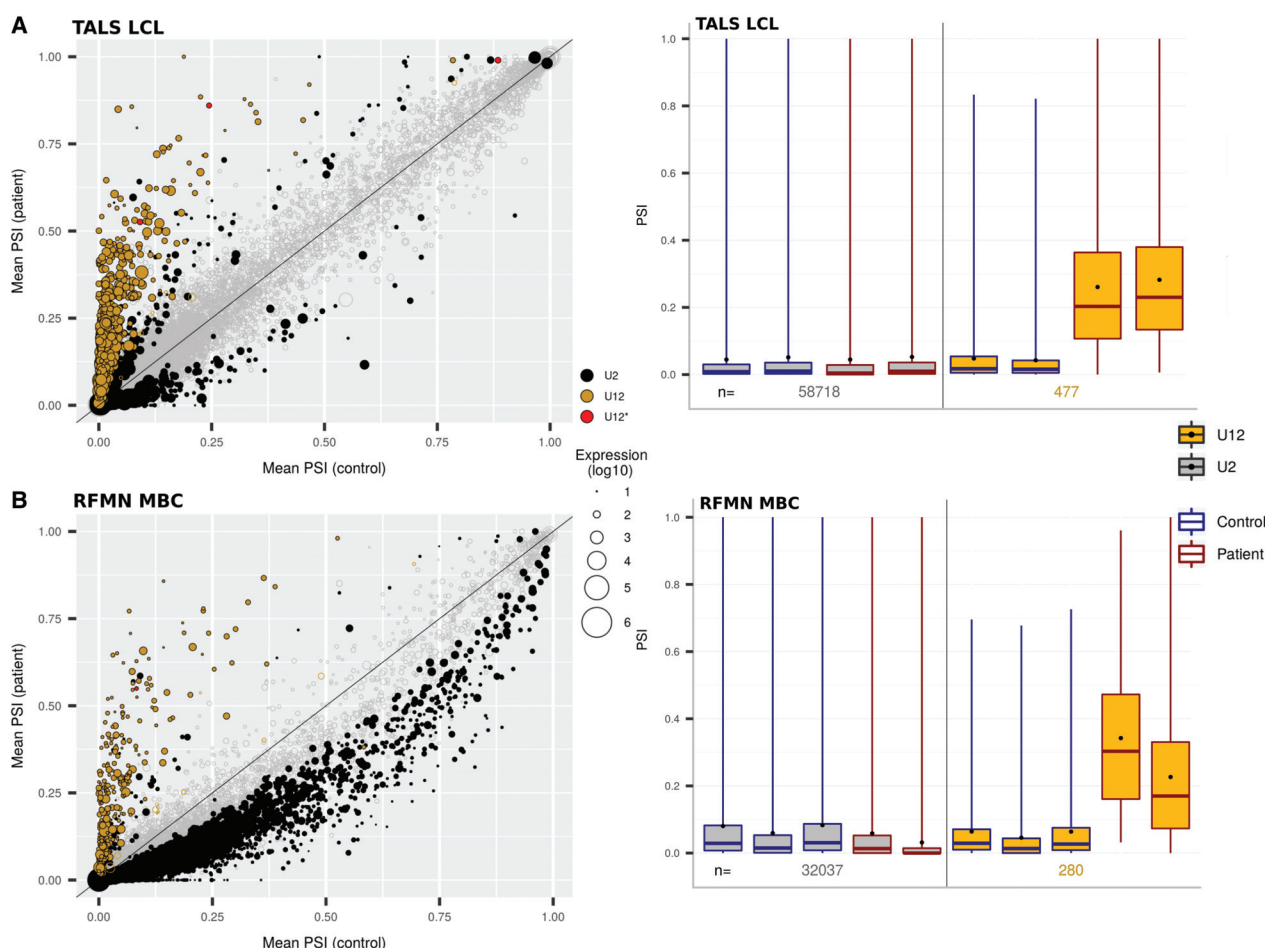 A
TALS LCL
1.00
0.75
0.50
0.25
0.00
Mean PSI (patient)
0.00
0.25
0.50
0.75
1.00
Mean PSI (control)
U2
U12
U12*
Expression
(log10)
1
2
3
4
5
6
TALS LCL
1.0
0.8
0.6
0.4
0.2
0.0
PSI
n=
58718
477
U12
U2
Control
Patient
B
RFMN MBC
1.00
0.75
0.50
0.25
0.00
Mean PSI (patient)
0.00
0.25
0.50
0.75
1.00
Mean PSI (control)
RFMN MBC
1.0
0.8
0.6
0.4
0.2
0.0
PSI
n=
32037
280